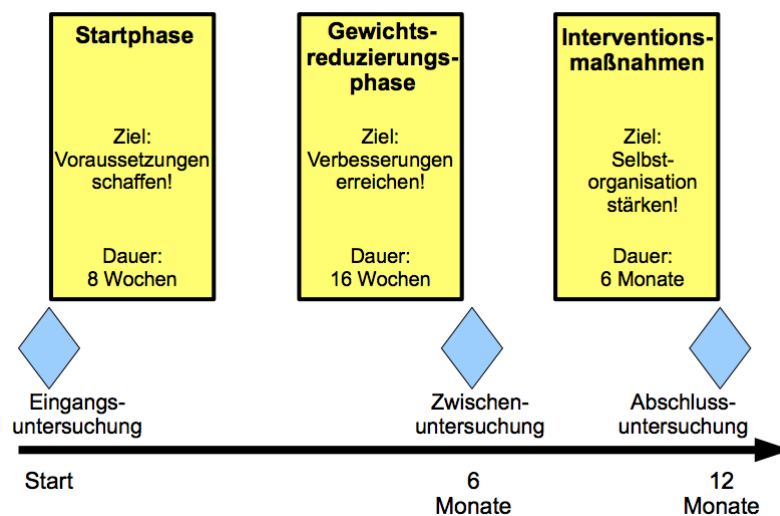 Startphase
Ziel:
Voraussetzungen
schaffen!
Dauer:
8 Wochen
Gewichts-
reduzierungs-
phase
Ziel:
Verbesserungen
erreichen!
Dauer:
16 Wochen
Interventions-
maßnahmen
Ziel:
Selbst-
organisation
stärken!
Dauer:
6 Monate
Eingangs-
untersuchung
Zwischen-
untersuchung
Abschluss-
untersuchung
Start
6
Monate
12
Monate